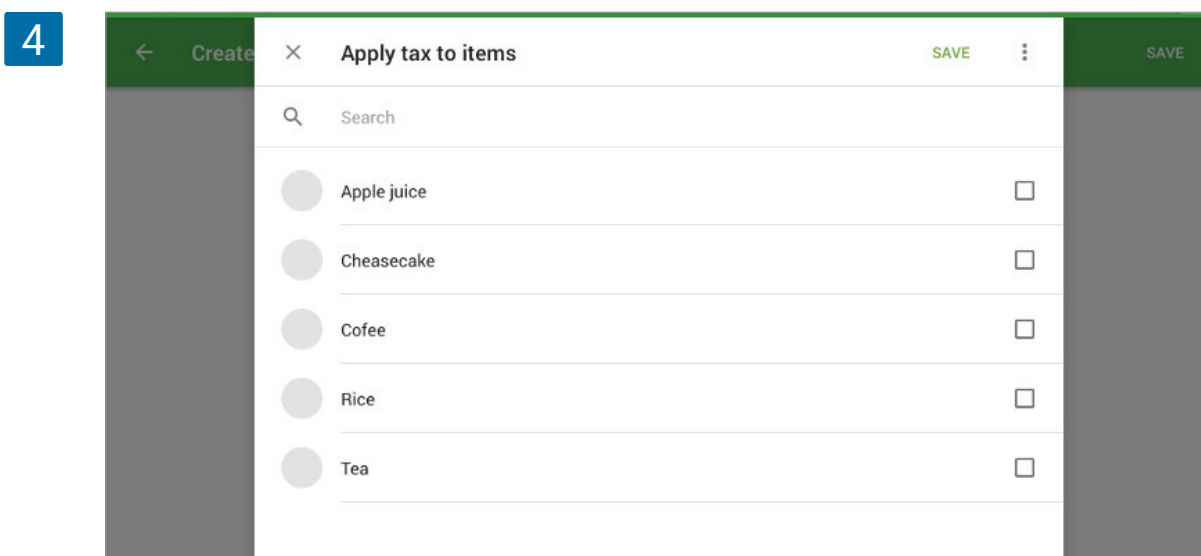 4
Create
Apply tax to items
SAVE
SAVE
Search
Apple juice
Cheasecake
Cofee
Rice
Tea